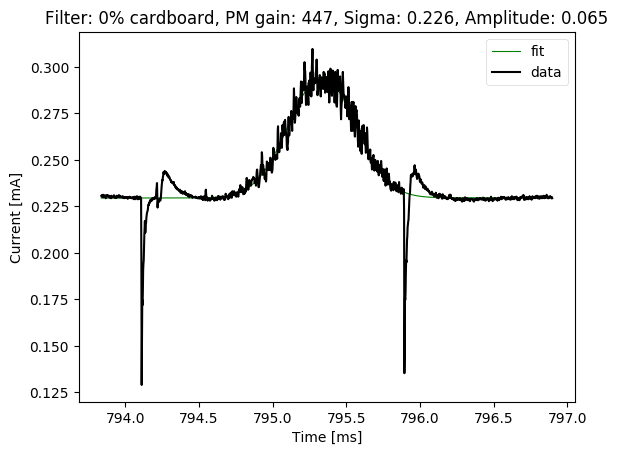 Filter: 0% cardboard, PM gain: 447, Sigma: 0.226, Amplitude: 0.065
fit
data
0.300
0.275
0.250
0.225
0.200
0.175
0.150
0.125
Current [mA]
794.0 794.5 795.0 795.5 796.0 796.5 797.0
Time [ms]